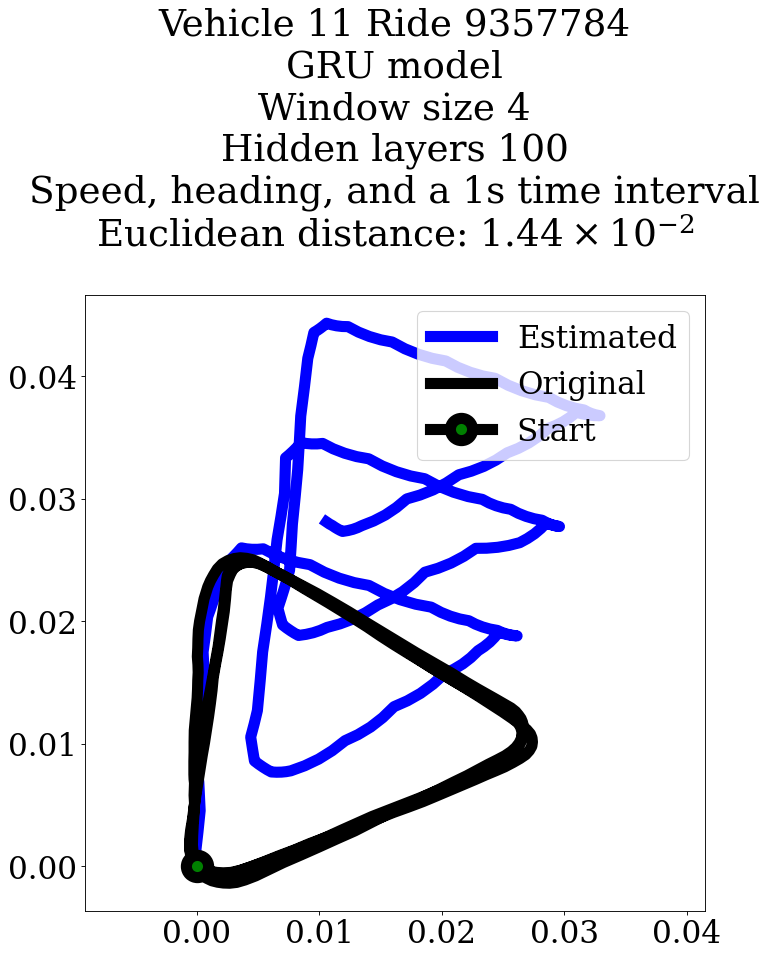 Vehicle 11 Ride 9357784
GRU model
Window size 4
Hidden layers 100
Speed, heading, and a 1s time interval
Euclidean distance: 1.44 × 10⁻²
Estimated
Original
Start
0.04
0.03
0.02
0.01
0.00
0.00 0.01 0.02 0.03 0.04